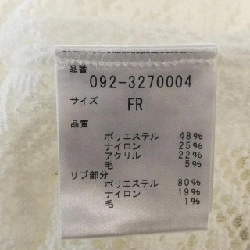 品番
092-3270004
サイズ
FR
品質
ポリエステル 48%
ナイロン 25%
アクリル 22%
毛 5%
リブ部分
ポリエステル 80%
ナイロン 19%
毛 1%